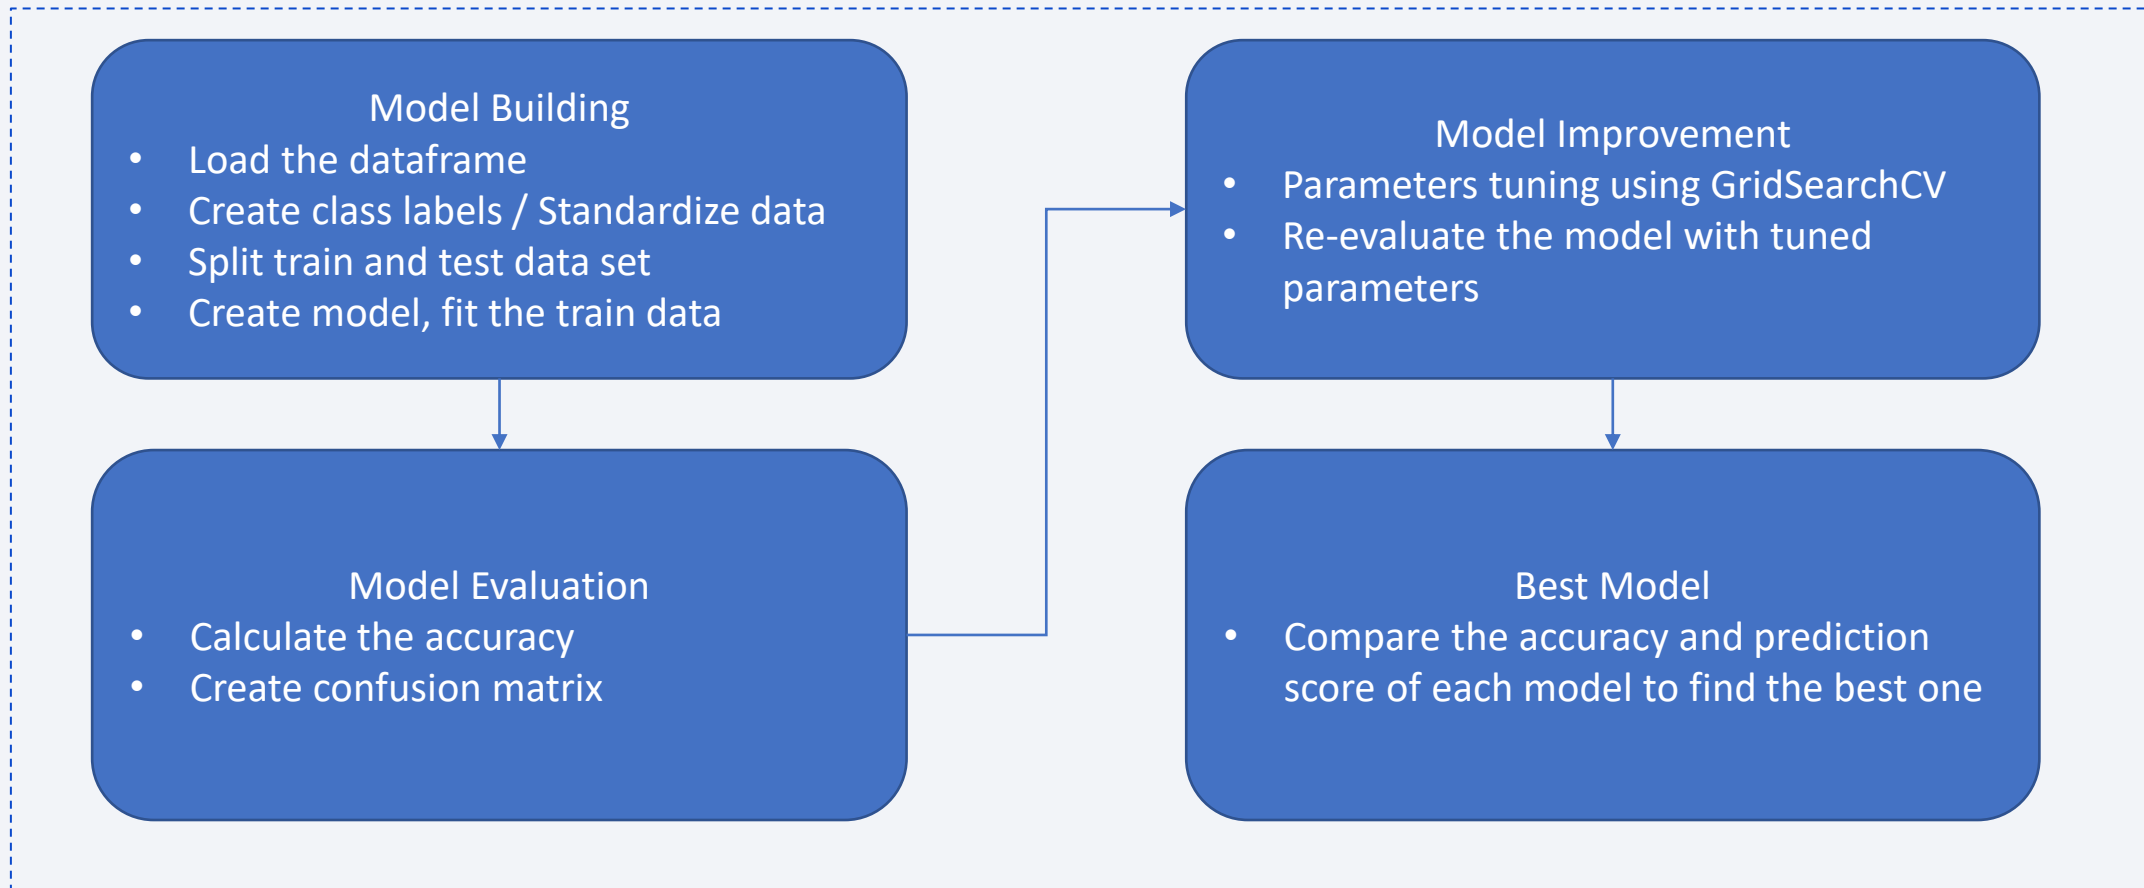 Model Building
• Load the dataframe
• Create class labels / Standardize data
• Split train and test data set
• Create model, fit the train data
Model Evaluation
• Calculate the accuracy
• Create confusion matrix
Model Improvement
• Parameters tuning using GridSearchCV
• Re-evaluate the model with tuned
parameters
Best Model
• Compare the accuracy and prediction
score of each model to find the best one